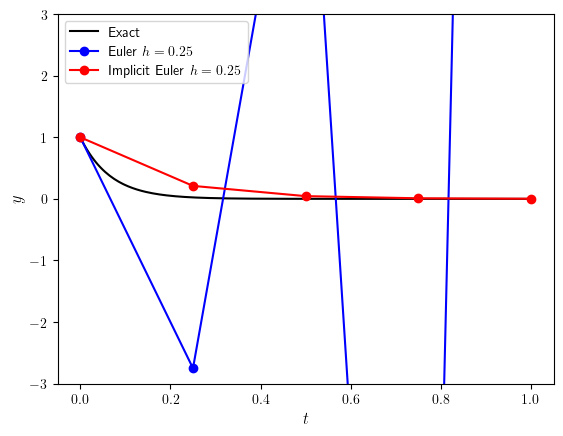 Exact
Euler h = 0.25
Implicit Euler h = 0.25
3
2
1
0
−1
−2
−3
y
0.0 0.2 0.4 0.6 0.8 1.0
t